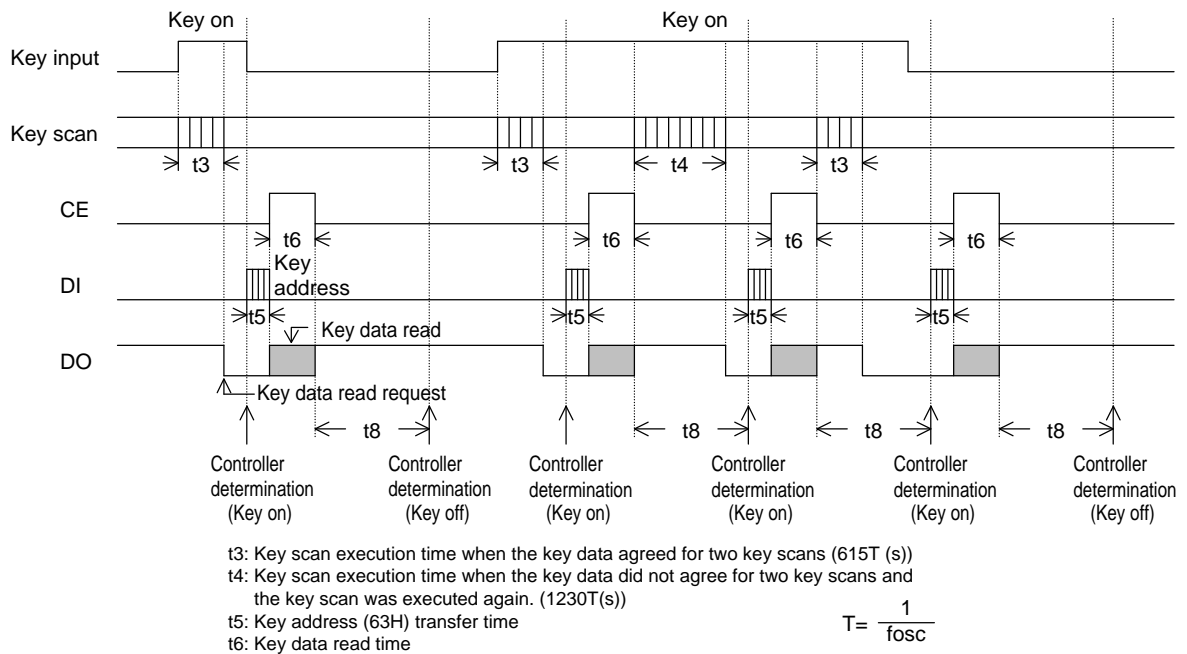 Key on Key on
Key input
Key scan
t3 t3 t4 t3
CE
t6 t6 t6 t6
DI
Key
address
t5 t5 t5 t5
Key data read
DO
Key data read request
t8 t8 t8 t8
Controller Controller Controller Controller Controller Controller
determination determination determination determination determination determination
(Key on) (Key off) (Key on) (Key on) (Key on) (Key off)
t3: Key scan execution time when the key data agreed for two key scans (615T (s))
t4: Key scan execution time when the key data did not agree for two key scans and
the key scan was executed again. (1230T(s))
t5: Key address (63H) transfer time
t6: Key data read time
T= 1
fosc